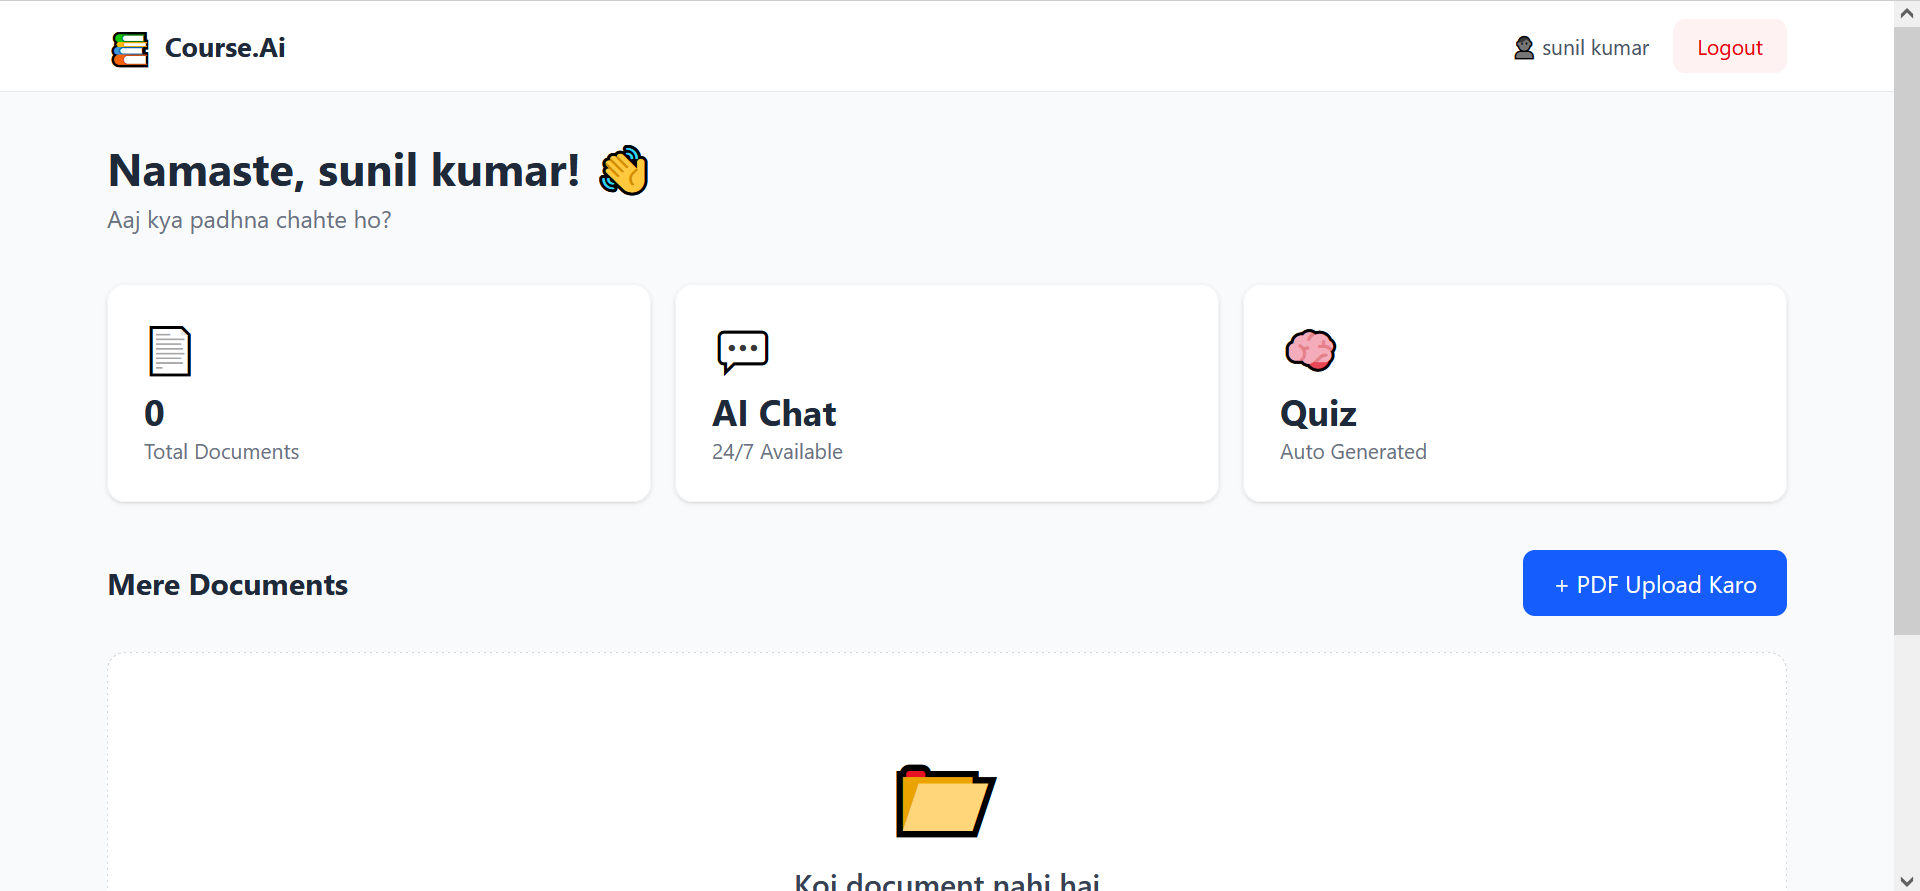 Course.Ai
sunil kumar
Logout
Namaste, sunil kumar!
Aaj kya padhna chahte ho?
0
Total Documents
AI Chat
24/7 Available
Quiz
Auto Generated
Mere Documents
+ PDF Upload Karo
Koi document nahi hai